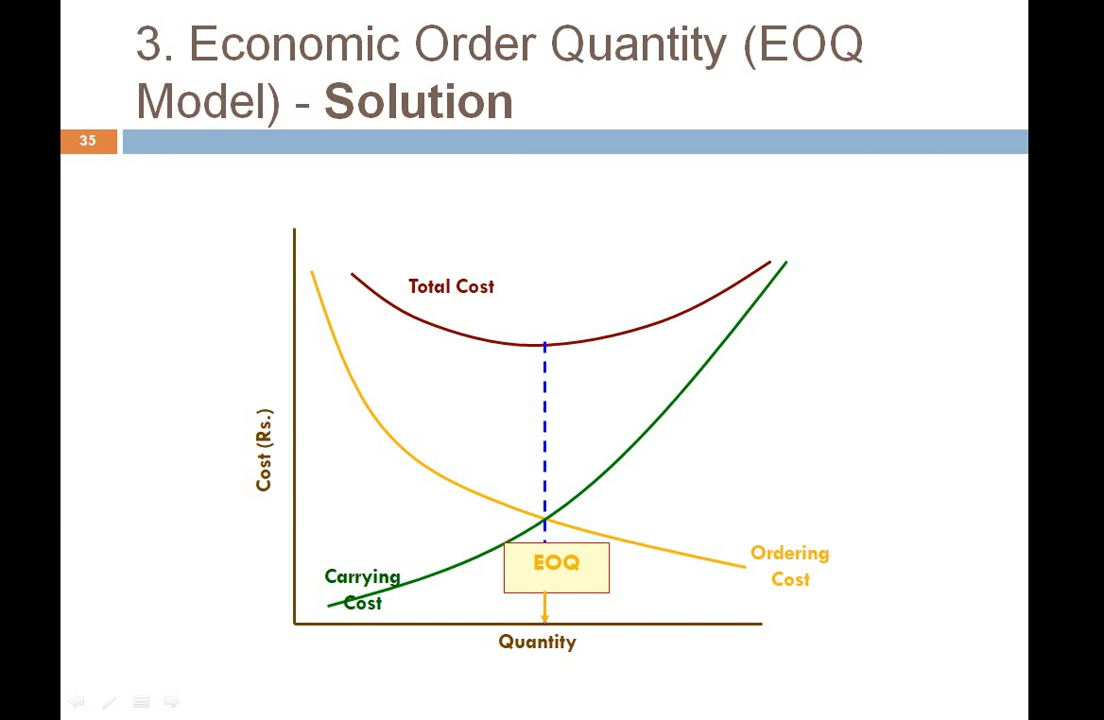 3. Economic Order Quantity (EOQ
Model) - Solution
35
Total Cost
Cost (Rs.)
Carrying
Cost
EOQ
Ordering
Cost
Quantity